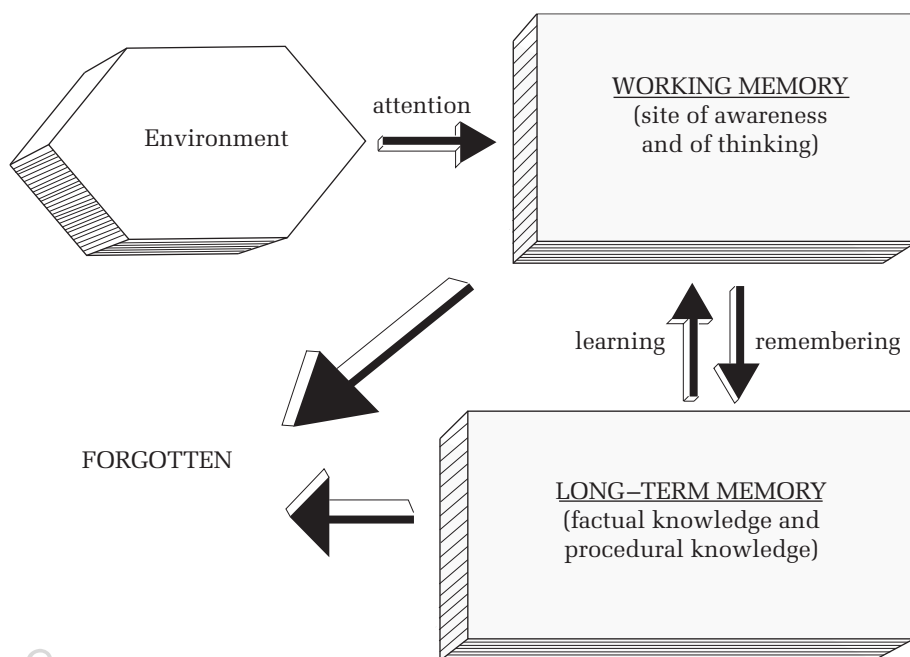 attention
Environment
WORKING MEMORY
(site of awareness
and of thinking)
learning
remembering
FORGOTTEN
LONG–TERM MEMORY
(factual knowledge and
procedural knowledge)